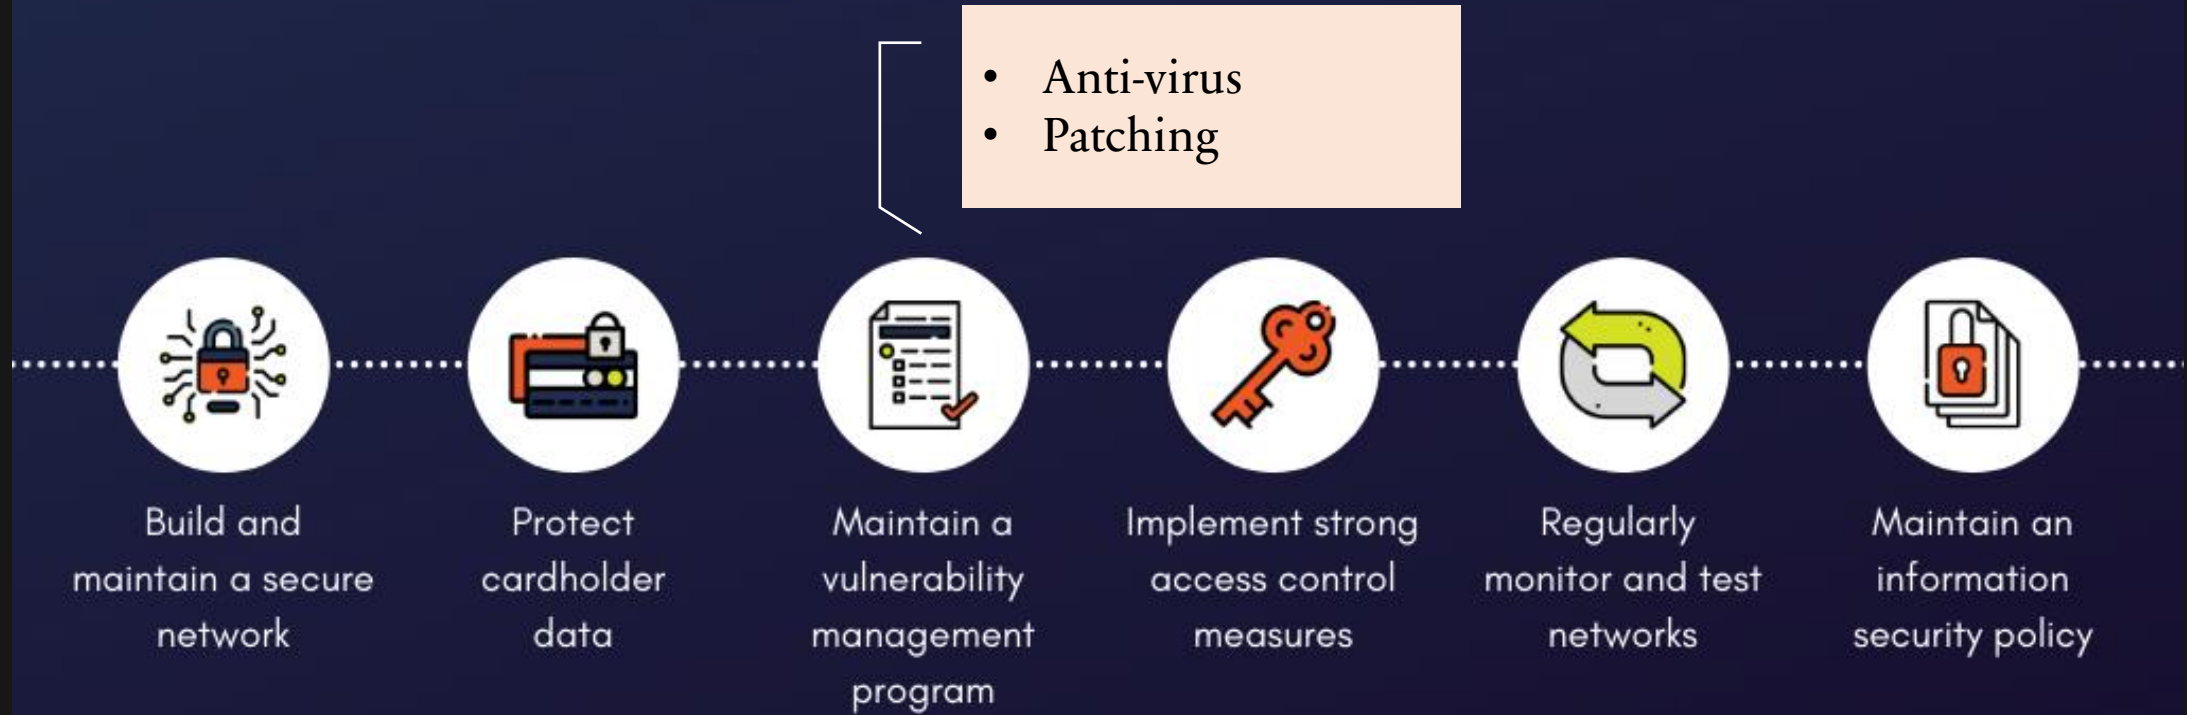 • Anti-virus
• Patching
Build and
maintain a secure
network
Protect
cardholder
data
Maintain a
vulnerability
management
program
Implement strong
access control
measures
Regularly
monitor and test
networks
Maintain an
information
security policy